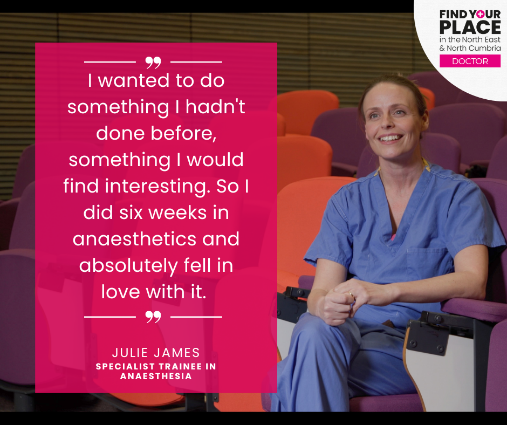 FIND YOUR
PLACE
in the North East
& North Cumbria
DOCTOR
I wanted to do
something I hadn't
done before,
something I would
find interesting. So I
did six weeks in
anaesthetics and
absolutely fell in
love with it.
JULIE JAMES
SPECIALIST TRAINEE IN
ANAESTHESIA